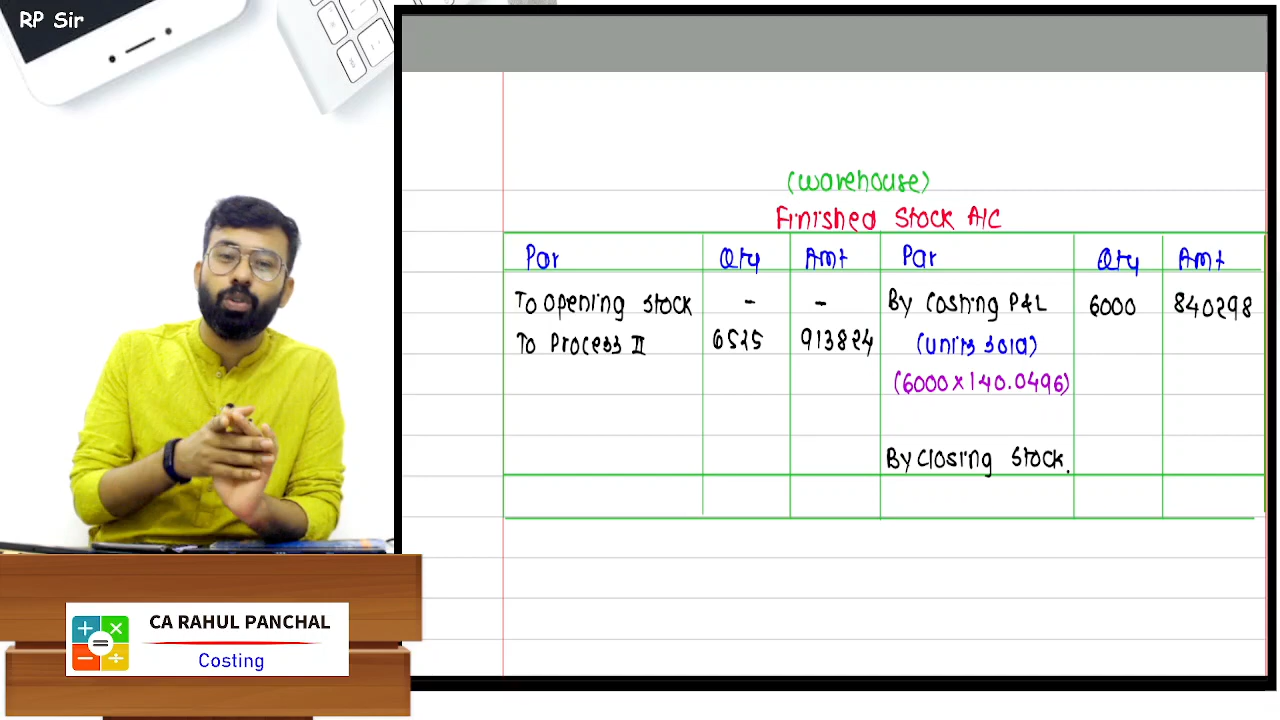 RP Sir
(warehouse)
Finished Stock A/C
Par Qty Amt Par Qty Amt
To Opening Stock - - By Costing P&L 6000 840298
To Process II 6525 913824 (units sold)
(6000 × 140.0496)
By Closing Stock.
CA RAHUL PANCHAL
Costing